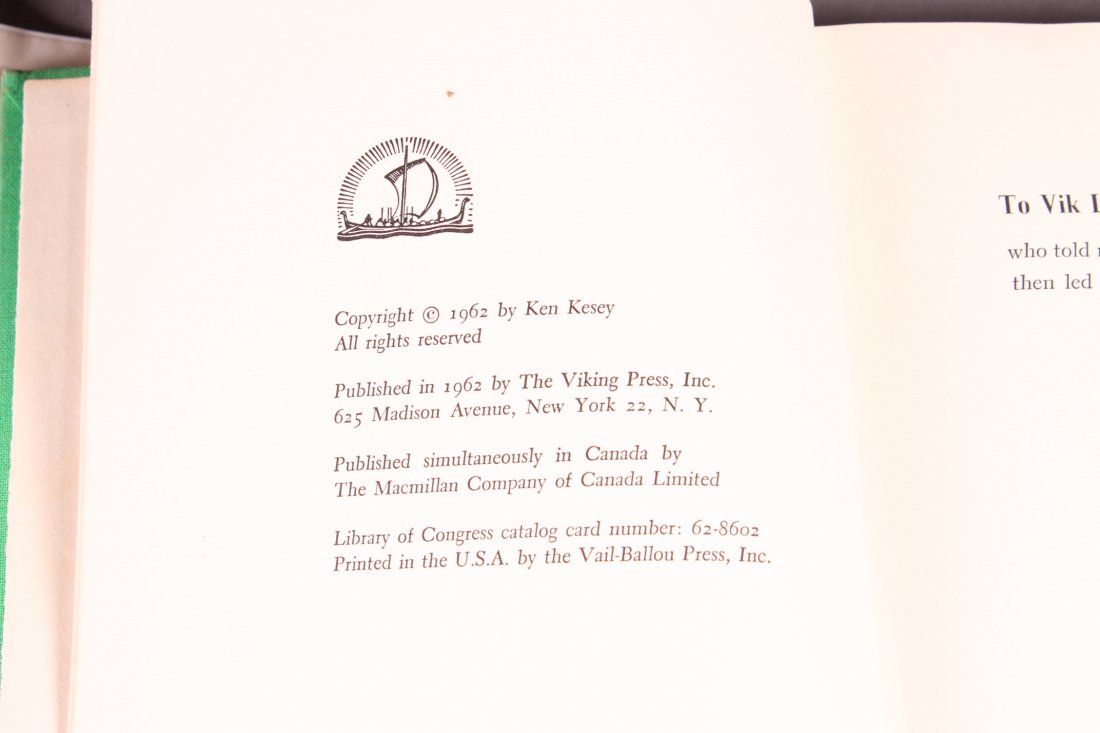 Copyright © 1962 by Ken Kesey
All rights reserved
Published in 1962 by The Viking Press, Inc.
625 Madison Avenue, New York 22, N. Y.
Published simultaneously in Canada by
The Macmillan Company of Canada Limited
Library of Congress catalog card number: 62-8602
Printed in the U.S.A. by the Vail-Ballou Press, Inc.
To Vik
who told
then led